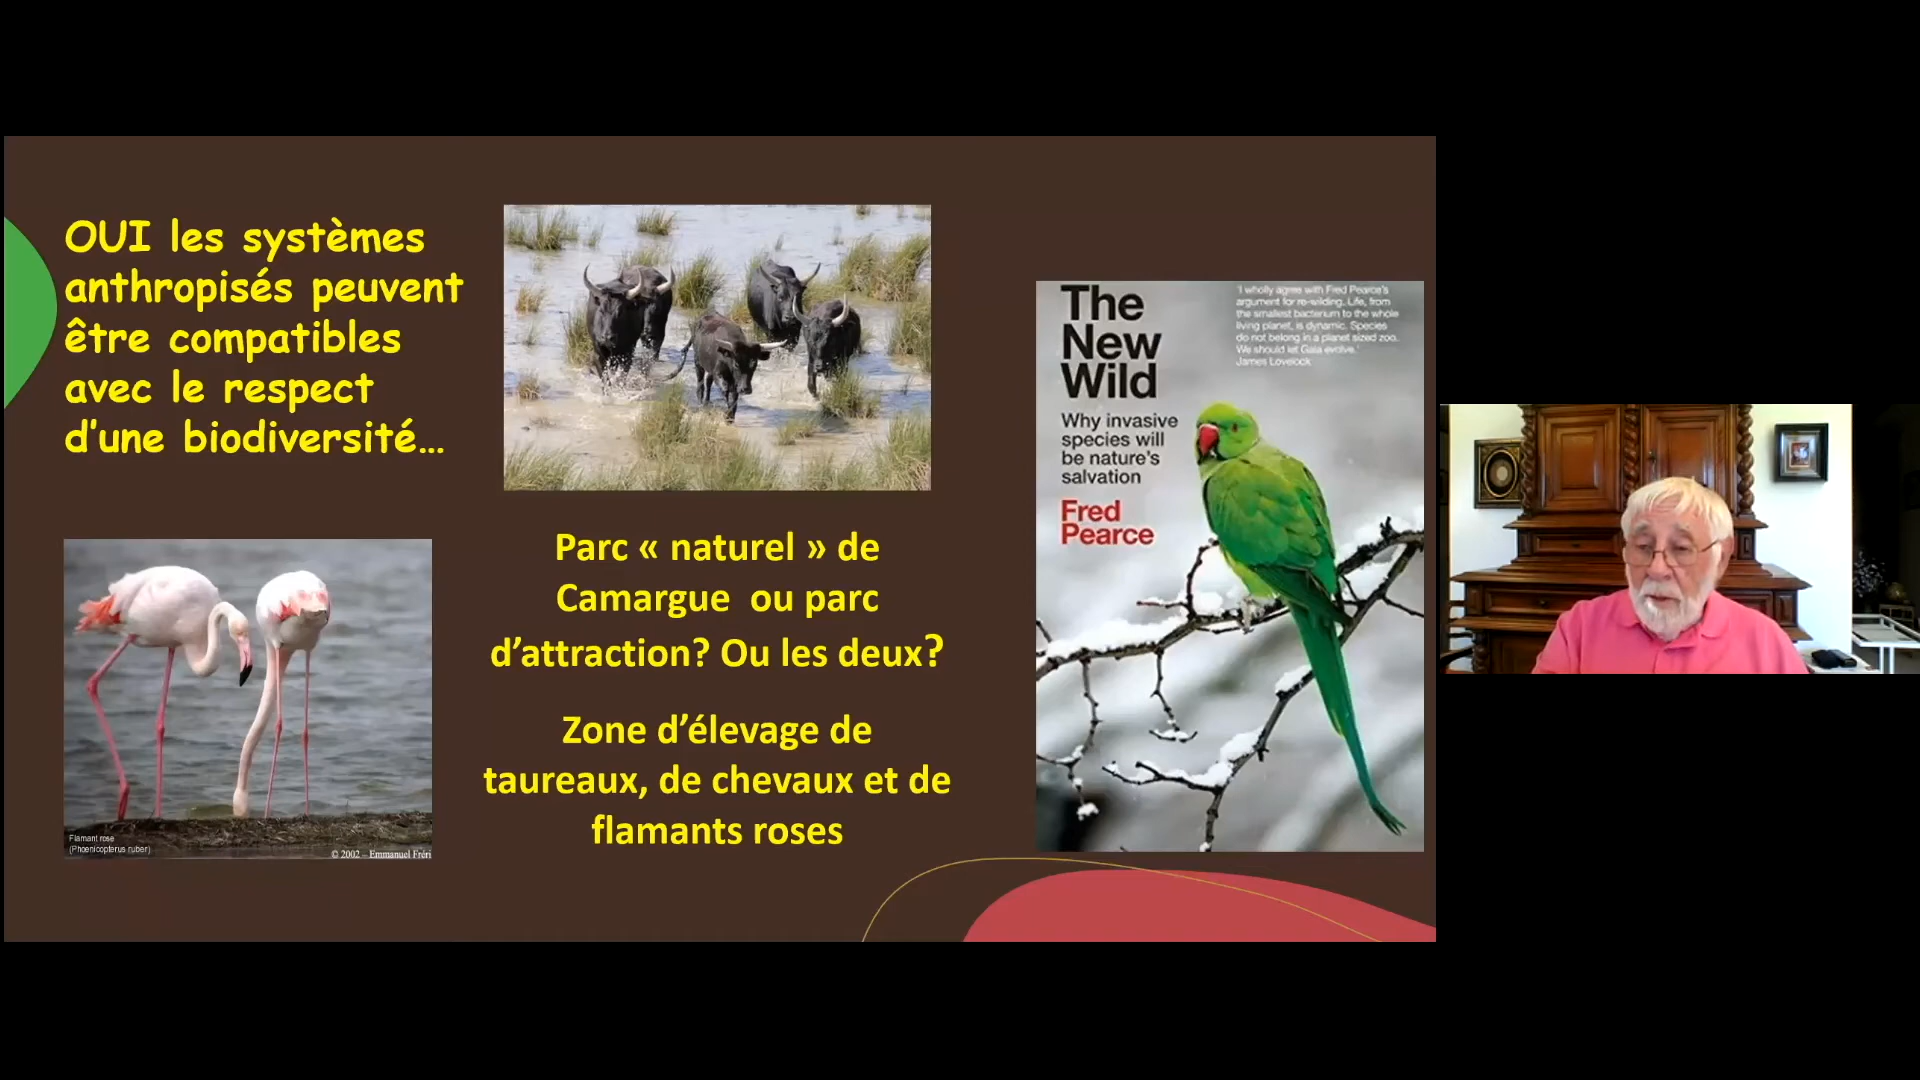 OUI les systèmes
anthropisés peuvent
être compatibles
avec le respect
d'une biodiversité...
Parc « naturel » de
Camargue ou parc
d'attraction? Ou les deux?
Zone d'élevage de
taureaux, de chevaux et de
flamants roses
Flamant rose
(Phoenicopterus ruber)
© 2002 – Emmanuel Fréri
The
New
Wild
'I wholly agree with Fred Pearce's
argument for re-wilding. Life, from
the smallest bacterium to the whole
living planet, is dynamic. Species
do not belong in a planet sized zoo.
We should let Gaia evolve.'
James Lovelock
Why invasive
species will
be nature's
salvation
Fred
Pearce